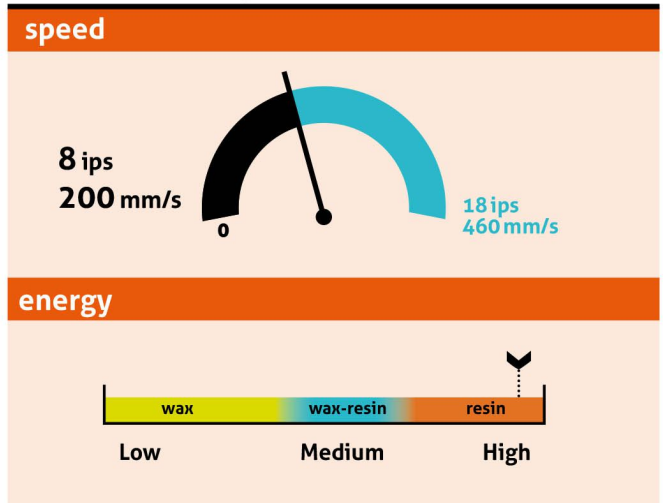 speed
8 ips
200 mm/s
0
18 ips
460 mm/s
energy
wax wax-resin resin
Low Medium High